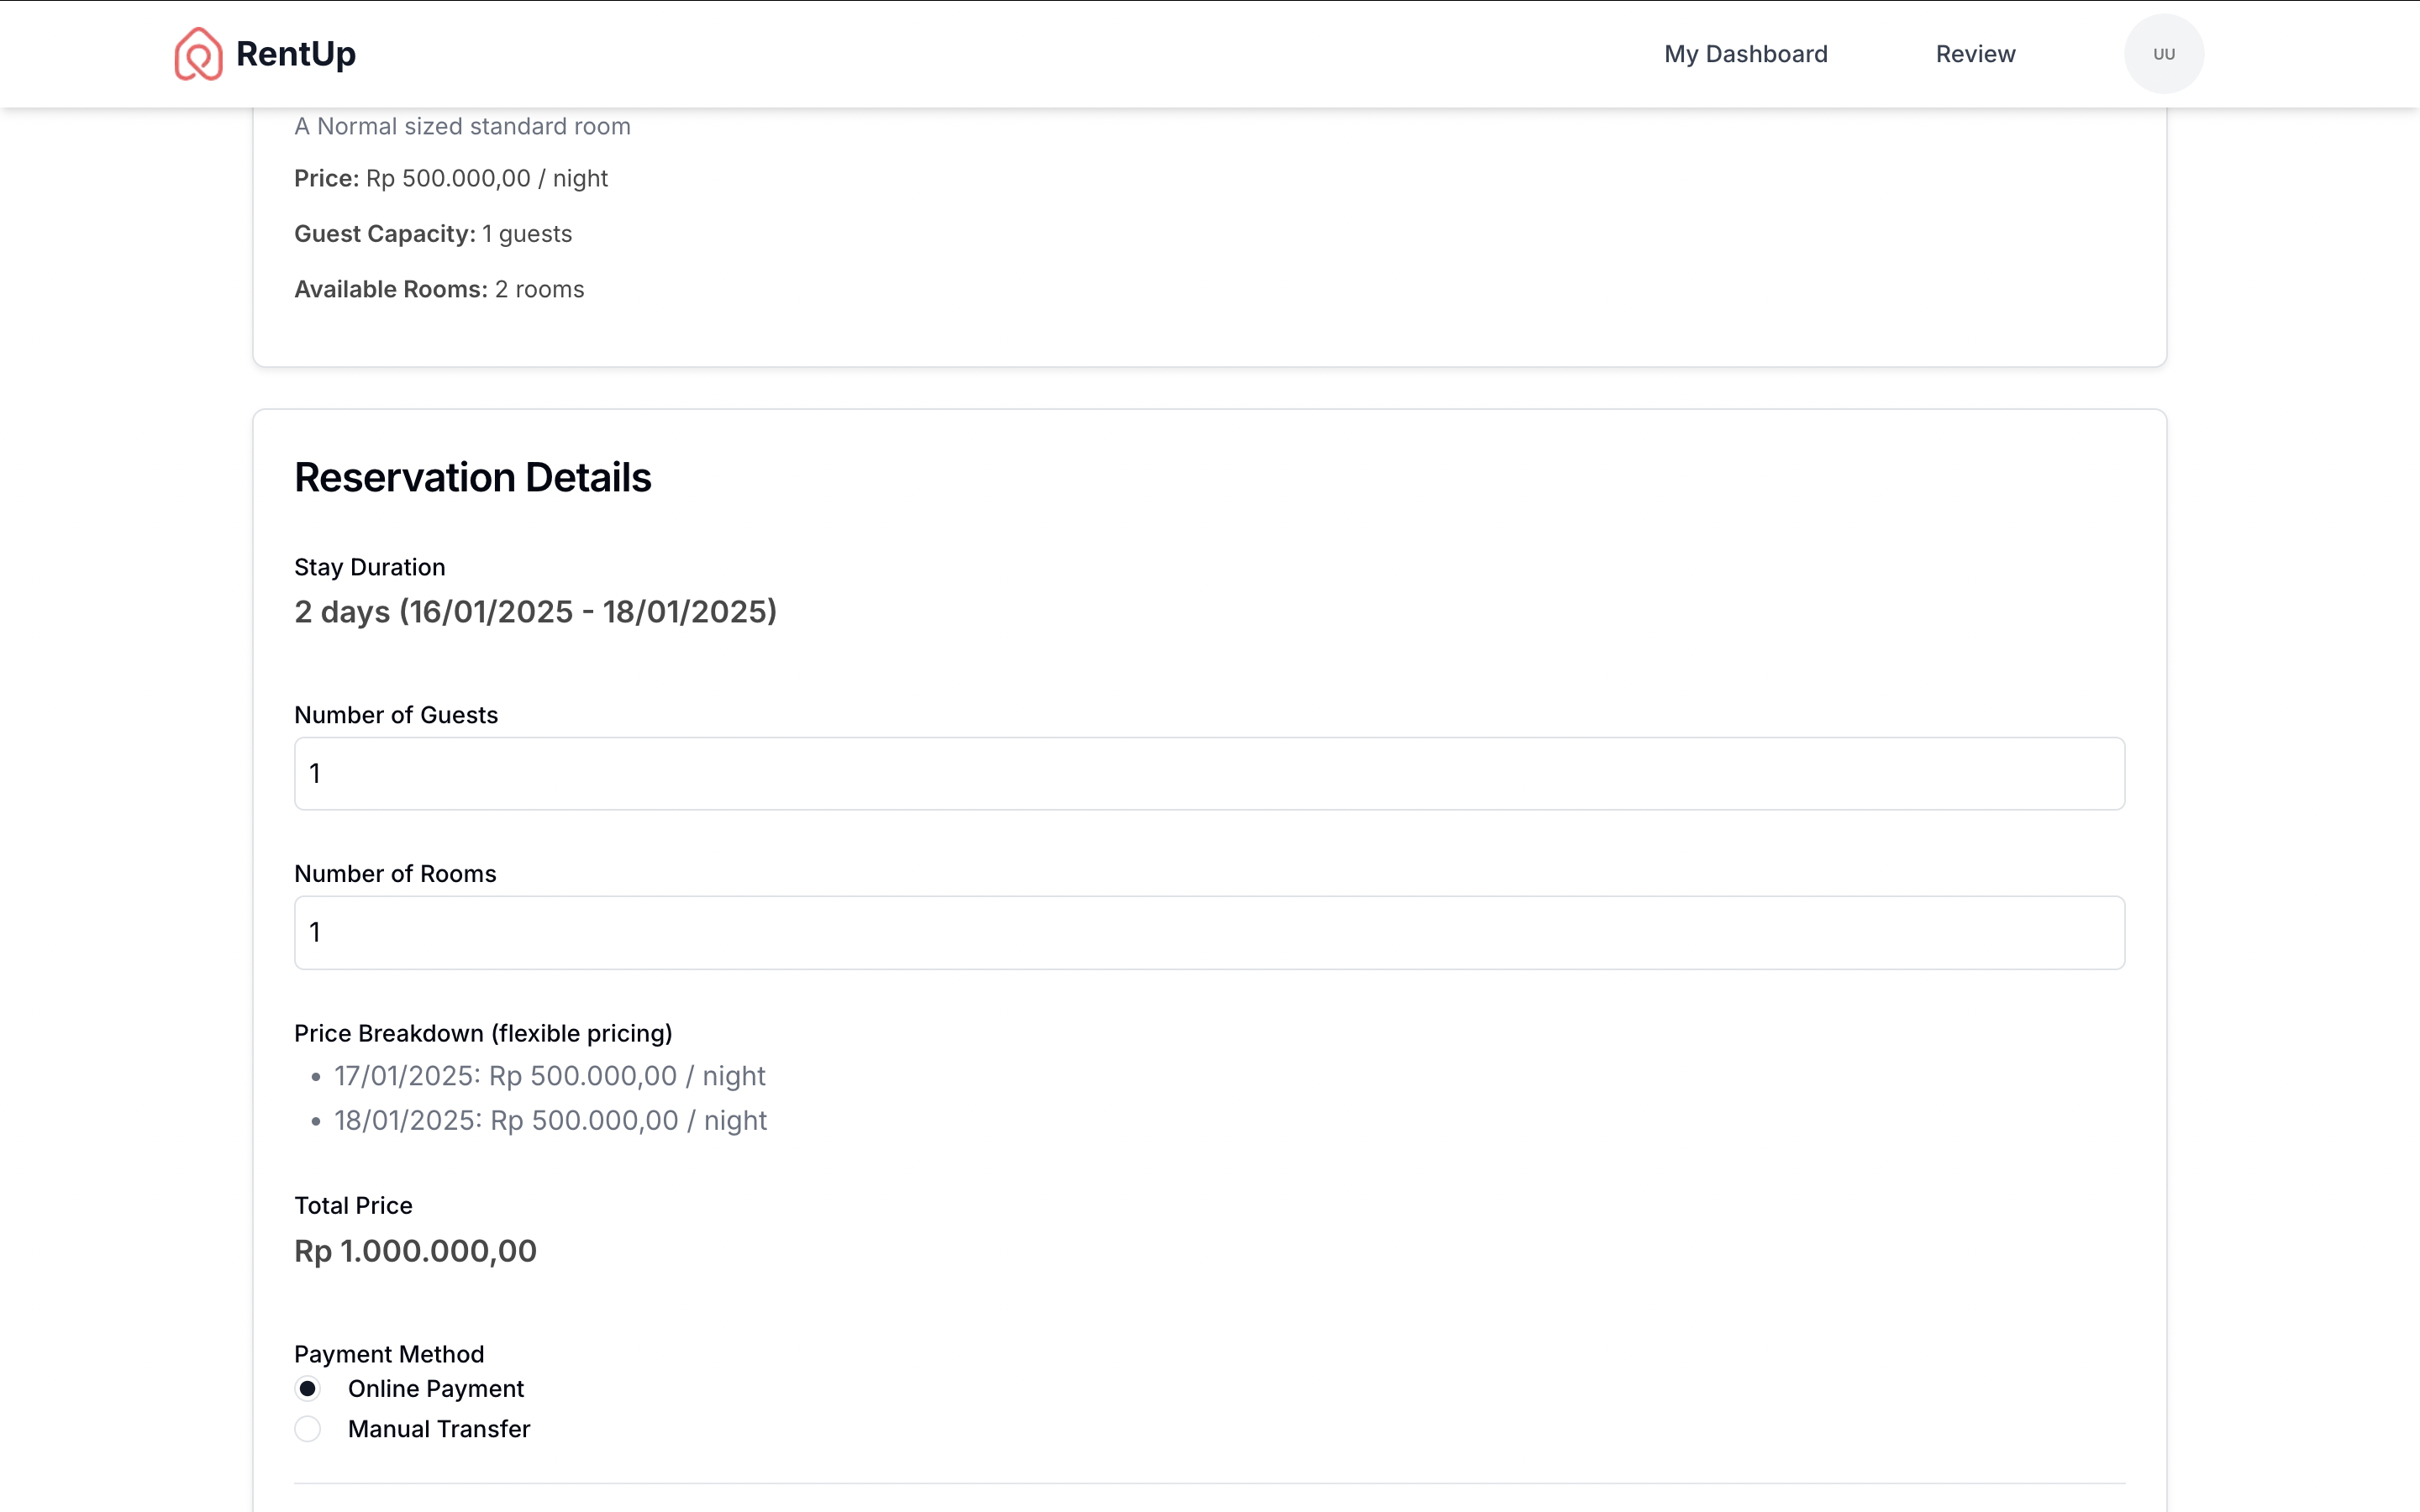 RentUp
My Dashboard
Review
UU
A Normal sized standard room
Price: Rp 500.000,00 / night
Guest Capacity: 1 guests
Available Rooms: 2 rooms
Reservation Details
Stay Duration
2 days (16/01/2025 - 18/01/2025)
Number of Guests
1
Number of Rooms
1
Price Breakdown (flexible pricing)
• 17/01/2025: Rp 500.000,00 / night
• 18/01/2025: Rp 500.000,00 / night
Total Price
Rp 1.000.000,00
Payment Method
Online Payment
Manual Transfer